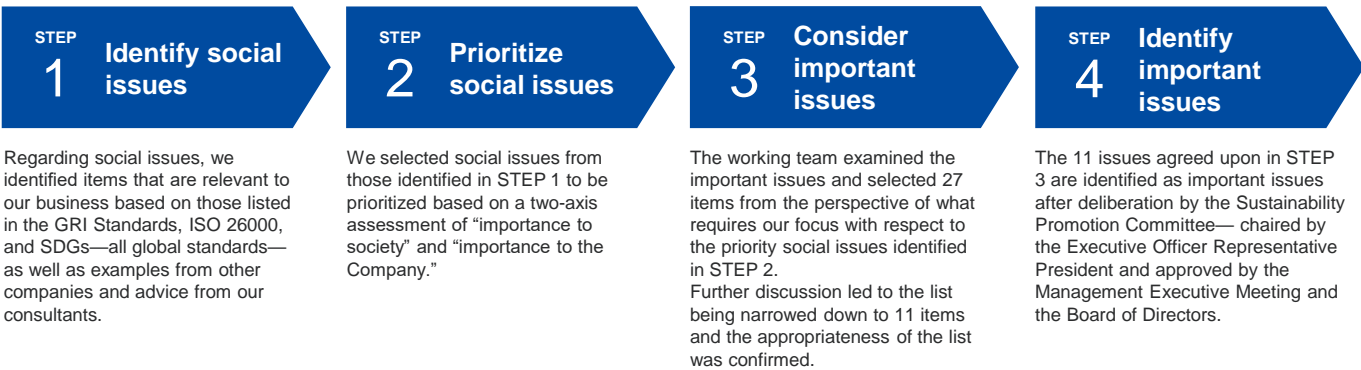 STEP
1
Identify social
issues
Regarding social issues, we
identified items that are relevant to
our business based on those listed
in the GRI Standards, ISO 26000,
and SDGs—all global standards—
as well as examples from other
companies and advice from our
consultants.
STEP
2
Prioritize
social issues
We selected social issues from
those identified in STEP 1 to be
prioritized based on a two-axis
assessment of “importance to
society” and “importance to the
Company.”
STEP
3
Consider
important
issues
The working team examined the
important issues and selected 27
items from the perspective of what
requires our focus with respect to
the priority social issues identified
in STEP 2.
Further discussion led to the list
being narrowed down to 11 items
and the appropriateness of the list
was confirmed.
STEP
4
Identify
important
issues
The 11 issues agreed upon in STEP
3 are identified as important issues
after deliberation by the Sustainability
Promotion Committee— chaired by
the Executive Officer Representative
President and approved by the
Management Executive Meeting and
the Board of Directors.